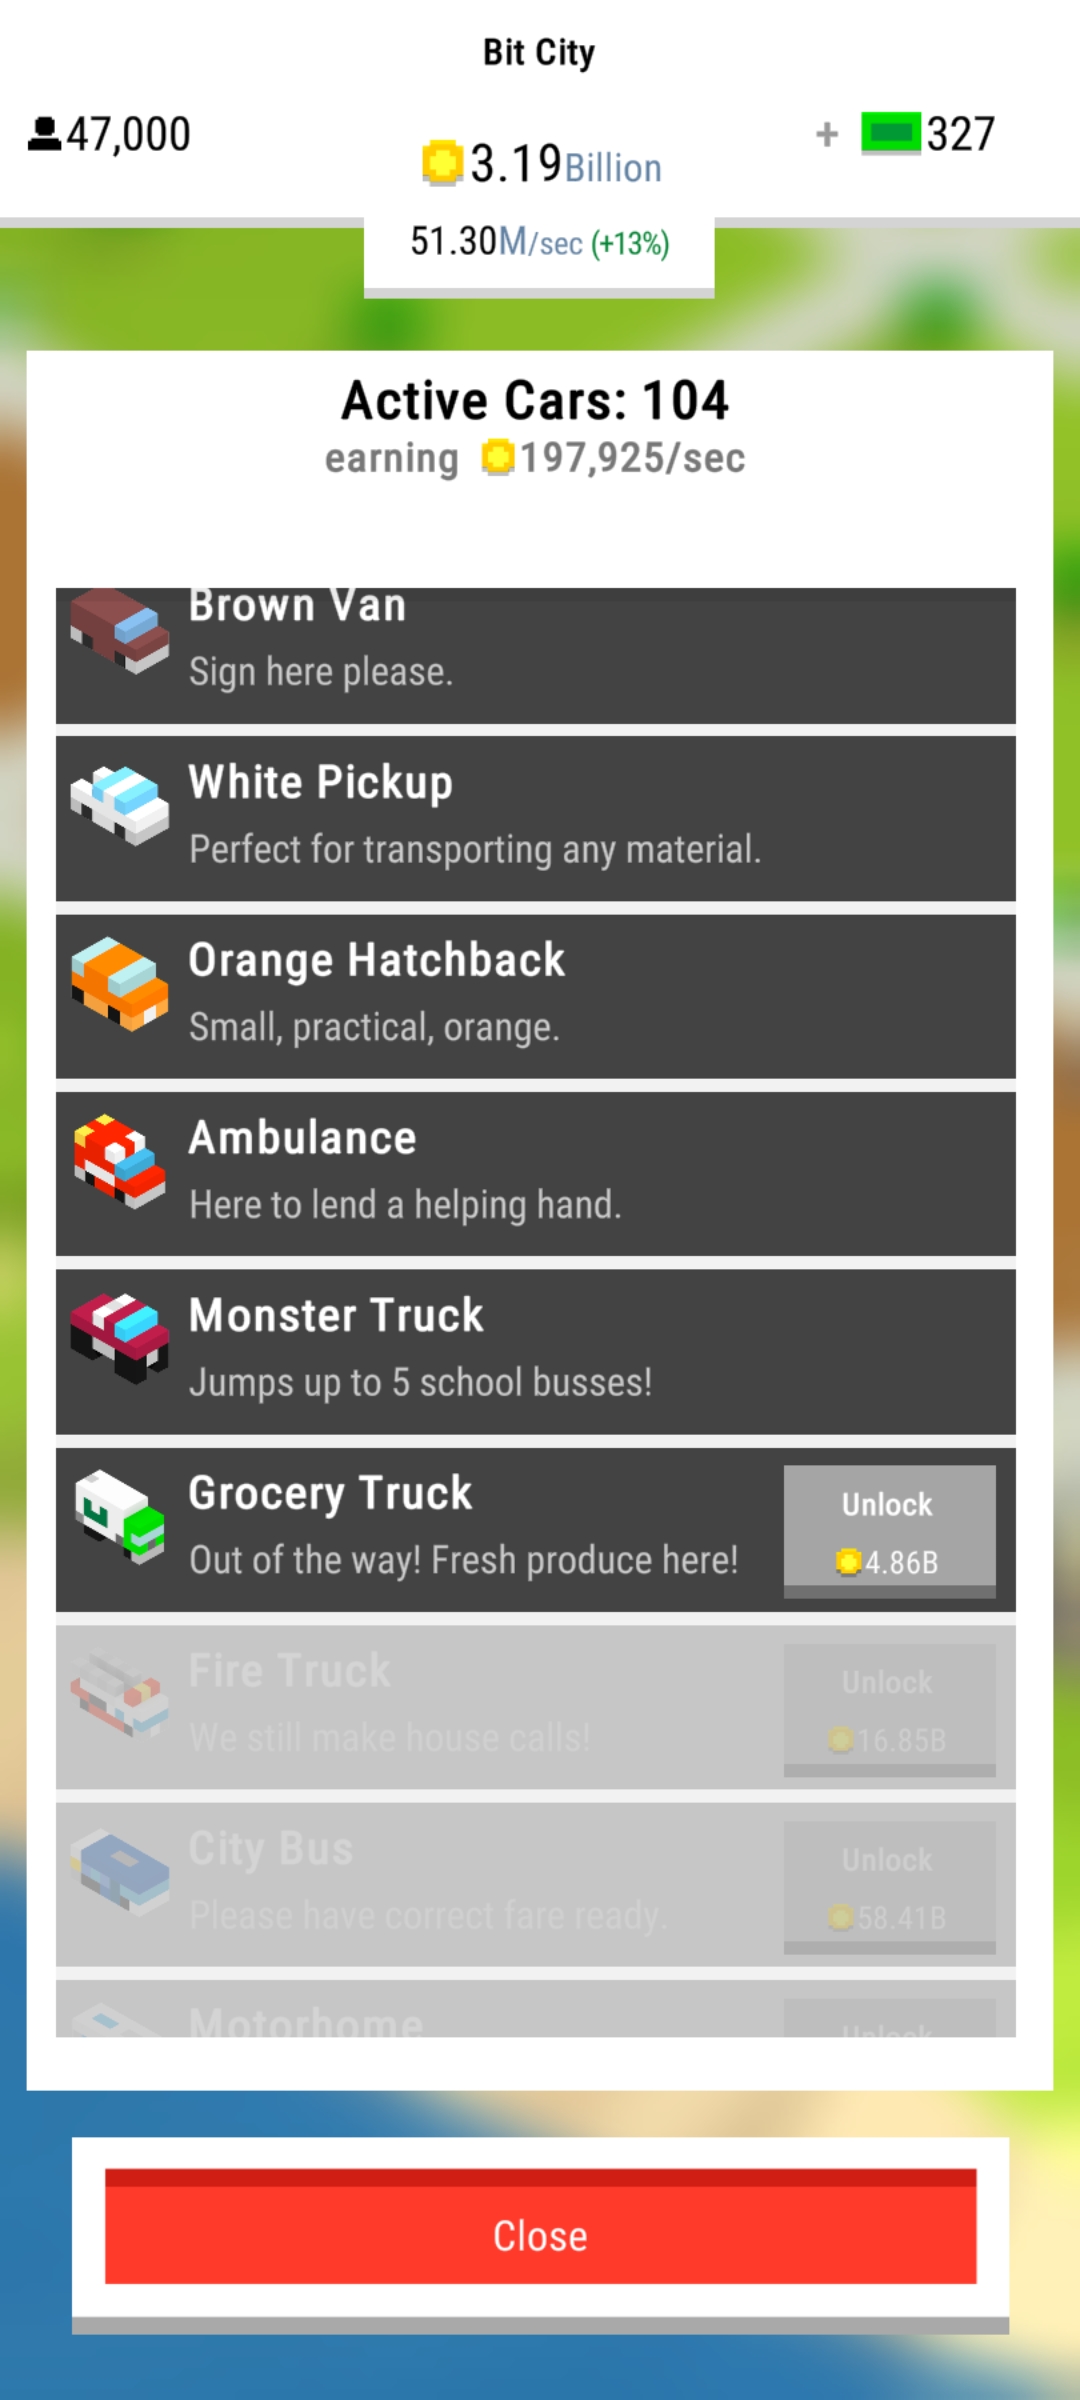 Bit City
47,000
3.19Billion
+ 327
51.30M/sec (+13%)
Active Cars: 104
earning 197,925/sec
Brown Van
Sign here please.
White Pickup
Perfect for transporting any material.
Orange Hatchback
Small, practical, orange.
Ambulance
Here to lend a helping hand.
Monster Truck
Jumps up to 5 school busses!
Grocery Truck
Out of the way! Fresh produce here!
Unlock
4.86B
Fire Truck
We still make house calls!
Unlock
16.85B
City Bus
Please have correct fare ready.
Unlock
58.41B
Motorhome
Unlock
Close